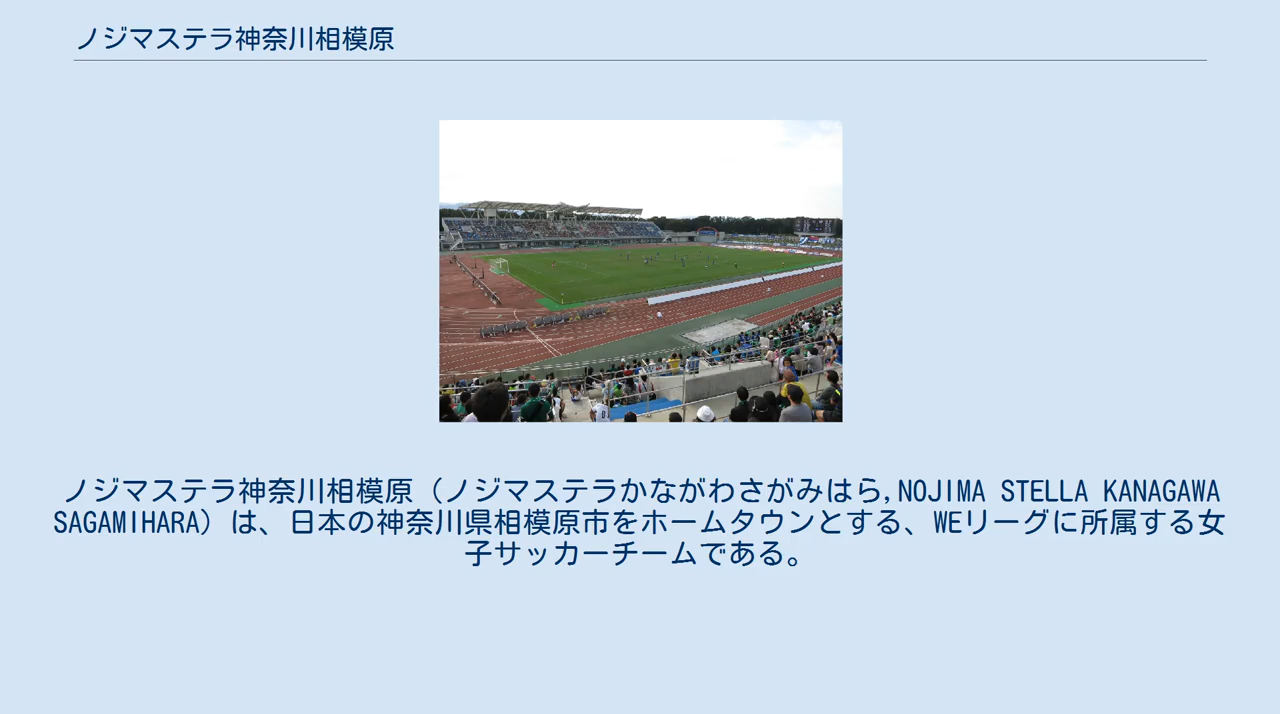 ノジマステラ神奈川相模原
ノジマステラ神奈川相模原（ノジマステラかながわさがみはら,NOJIMA STELLA KANAGAWA
SAGAMIHARA）は、日本の神奈川県相模原市をホームタウンとする、WEリーグに所属する女
子サッカーチームである。